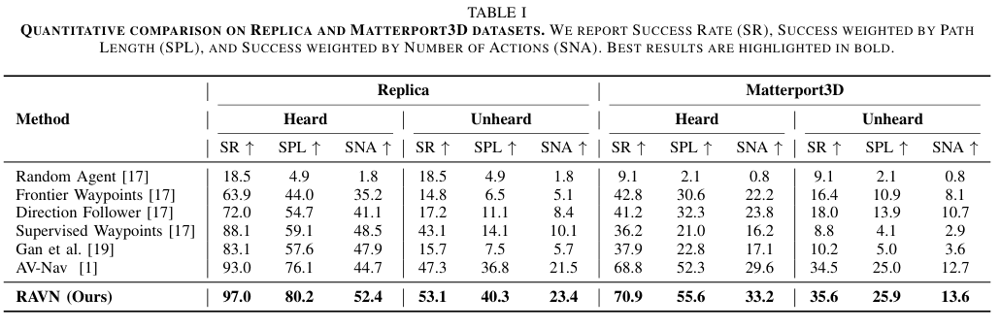 TABLE I
QUANTITATIVE COMPARISON ON REPLICA AND MATTERPORT3D DATASETS. WE REPORT SUCCESS RATE (SR), SUCCESS WEIGHTED BY PATH
LENGTH (SPL), AND SUCCESS WEIGHTED BY NUMBER OF ACTIONS (SNA). BEST RESULTS ARE HIGHLIGHTED IN BOLD.
Replica Matterport3D
Method Heard Unheard Heard Unheard
SR ↑ SPL ↑ SNA ↑ SR ↑ SPL ↑ SNA ↑ SR ↑ SPL ↑ SNA ↑ SR ↑ SPL ↑ SNA ↑
Random Agent [17] 18.5 4.9 1.8 18.5 4.9 1.8 9.1 2.1 0.8 9.1 2.1 0.8
Frontier Waypoints [17] 63.9 44.0 35.2 14.8 6.5 5.1 42.8 30.6 22.2 16.4 10.9 8.1
Direction Follower [17] 72.0 54.7 41.1 17.2 11.1 8.4 41.2 32.3 23.8 18.0 13.9 10.7
Supervised Waypoints [17] 88.1 59.1 48.5 43.1 14.1 10.1 36.2 21.0 16.2 8.8 4.1 2.9
Gan et al. [19] 83.1 57.6 47.9 15.7 7.5 5.7 37.9 22.8 17.1 10.2 5.0 3.6
AV-Nav [1] 93.0 76.1 44.7 47.3 36.8 21.5 68.8 52.3 29.6 34.5 25.0 12.7
RAVN (Ours) 97.0 80.2 52.4 53.1 40.3 23.4 70.9 55.6 33.2 35.6 25.9 13.6